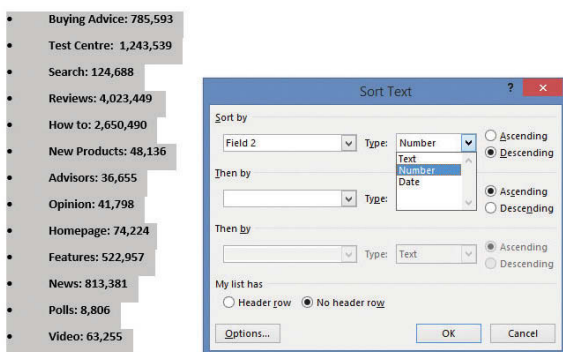 • Buying Advice: 785,593
• Test Centre: 1,243,539
• Search: 124,688
• Reviews: 4,023,449
• How to: 2,650,490
• New Products: 48,136
• Advisors: 36,655
• Opinion: 41,798
• Homepage: 74,224
• Features: 522,957
• News: 813,381
• Polls: 8,806
• Video: 63,255
Sort Text ? ×
Sort by
Field 2 Type: Number Ascending
Descending
Text
Number
Date
Then by
Type: Ascending
Descending
Then by
Type: Text Ascending
Descending
My list has
Header row No header row
Options... OK Cancel